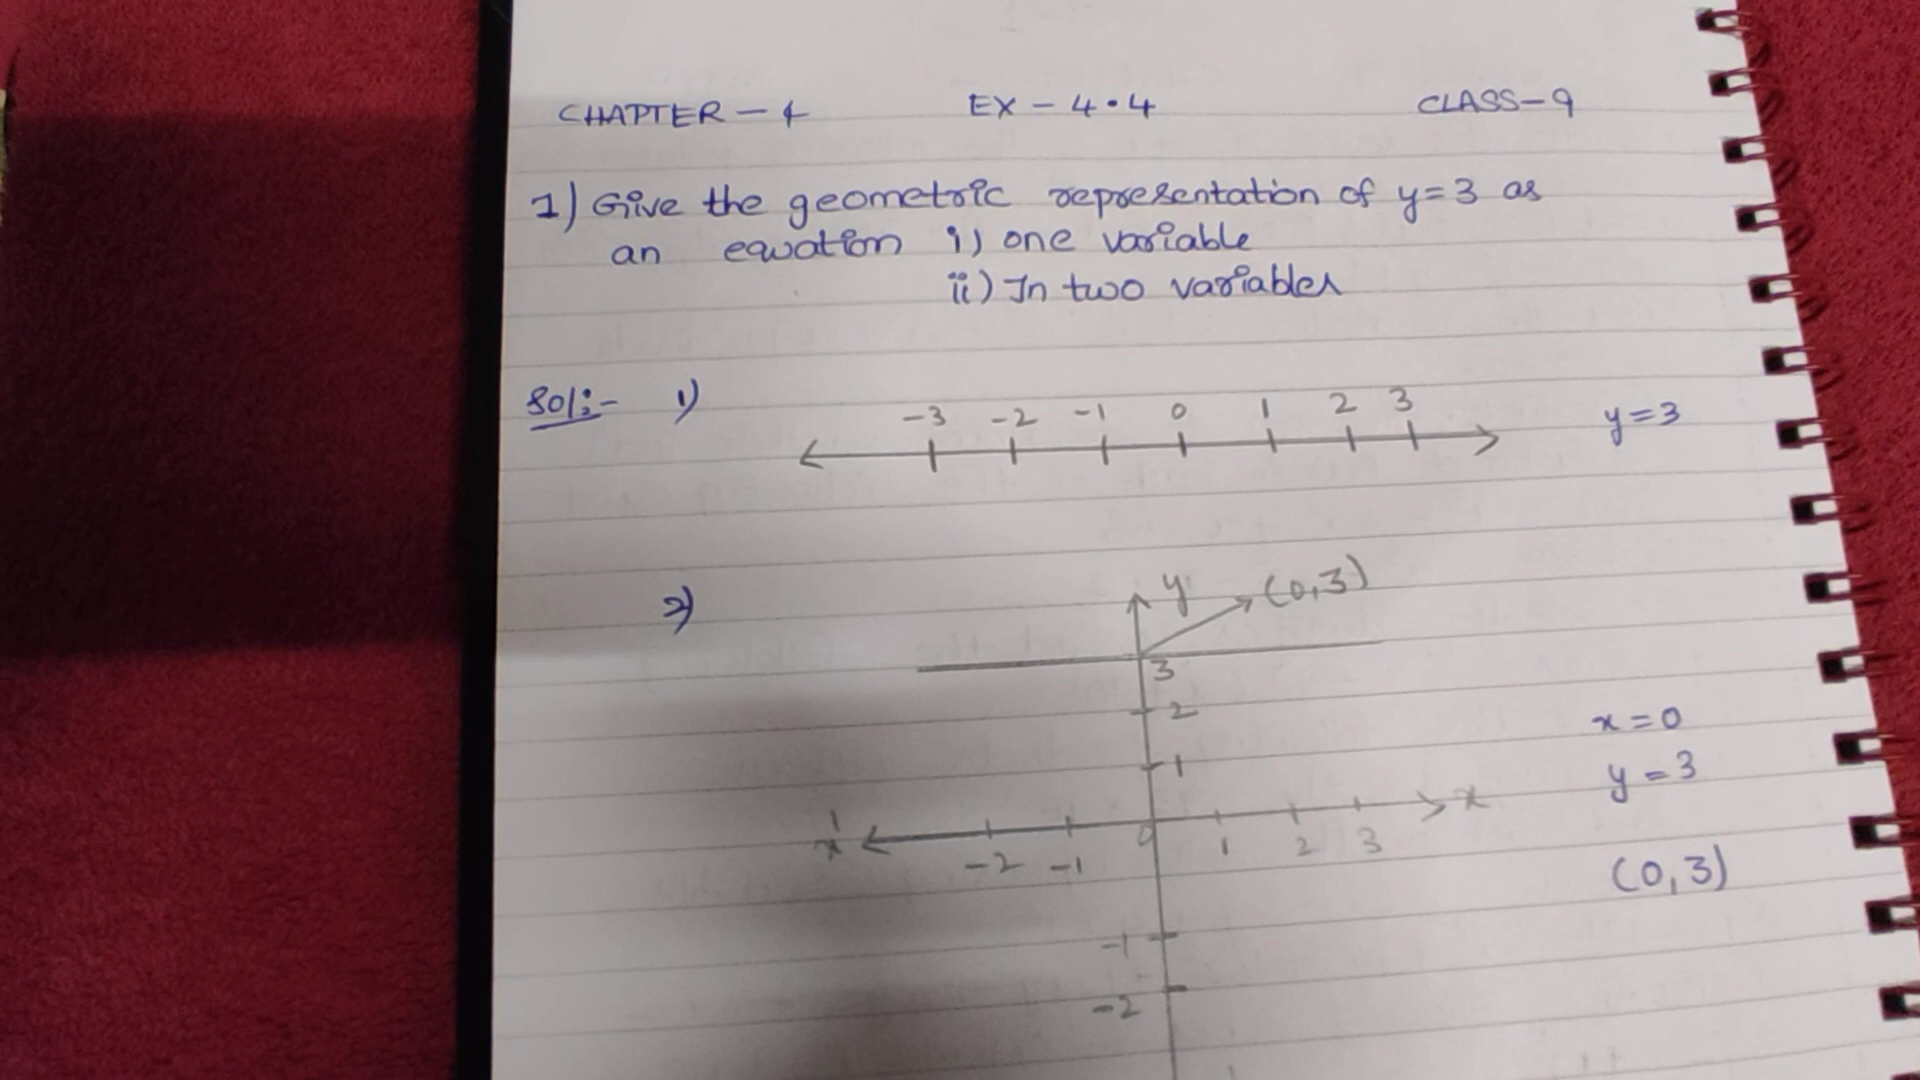 CHAPTER - 4 EX - 4.4 CLASS-9
1) Give the geometric representation of y=3 as
an equation i) one variable
ii) In two variables
Sol:- 1)
-3 -2 -1 0 1 2 3 y=3
2)
y (0,3)
3
2
x=0
1
y=3
x' x
-2 -1 0 1 2 3
(0,3)
-1
-2